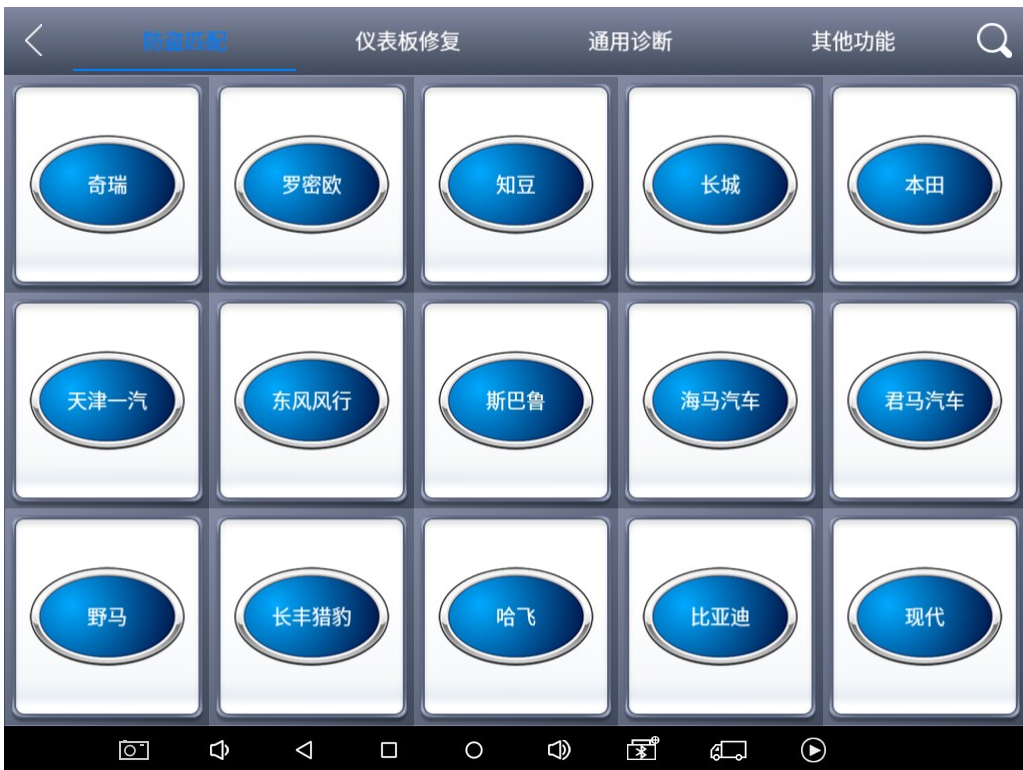 防盗匹配
仪表板修复
通用诊断
其他功能
奇瑞
罗密欧
知豆
长城
本田
天津一汽
东风风行
斯巴鲁
海马汽车
君马汽车
野马
长丰猎豹
哈飞
比亚迪
现代